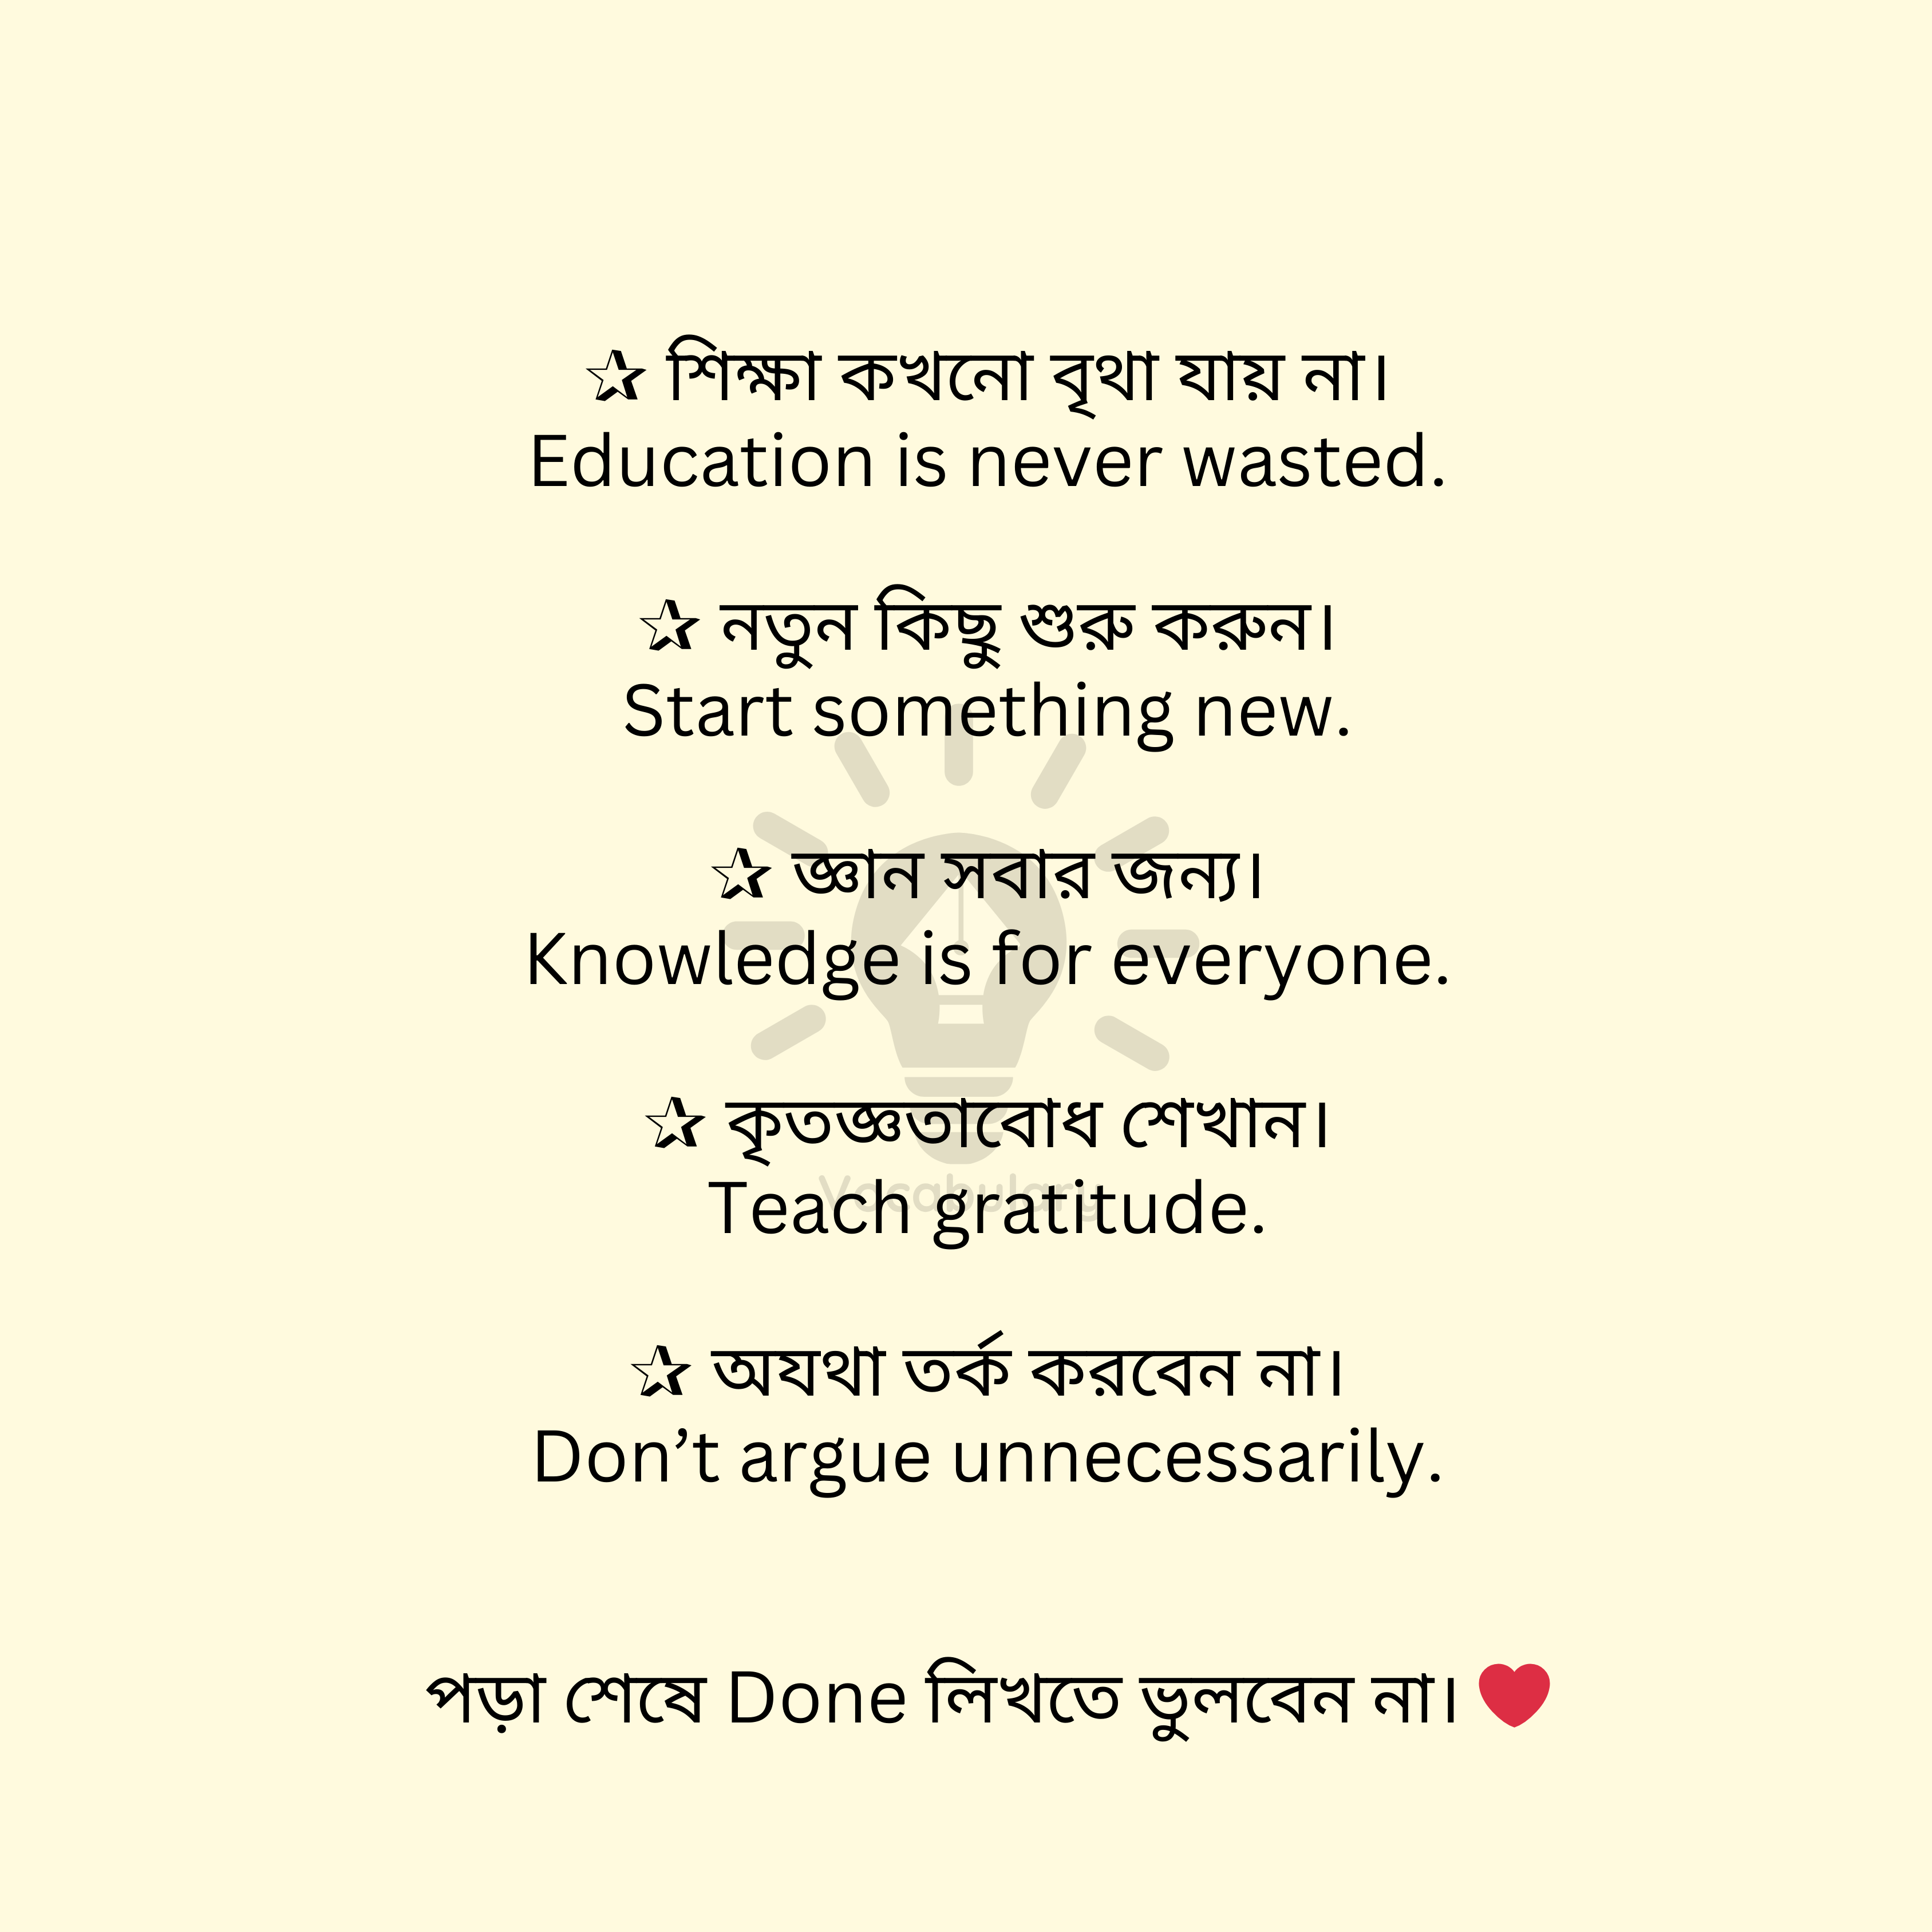 ☆ শিক্ষা কখনো বৃথা যায় না।
Education is never wasted.
☆ নতুন কিছু শুরু করুন।
Start something new.
☆ জ্ঞান সবার জন্য।
Knowledge is for everyone.
☆ কৃতজ্ঞতাবোধ শেখান।
Vocabulary
Teach gratitude.
☆ অযথা তর্ক করবেন না।
Don’t argue unnecessarily.
পড়া শেষে Done লিখতে ভুলবেন না। ❤️